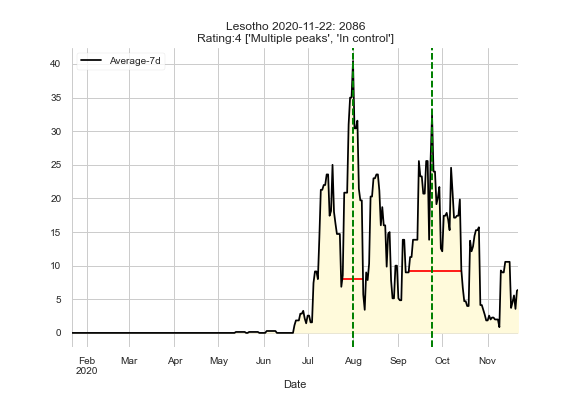 Lesotho 2020-11-22: 2086
Rating:4 ['Multiple peaks', 'In control']
Average-7d
40
35
30
25
20
15
10
5
0
Feb Mar Apr May Jun Jul Aug Sep Oct Nov
2020
Date